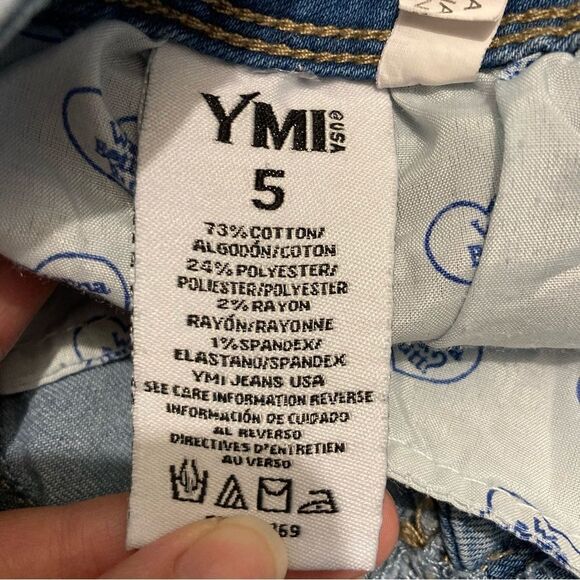 YMI @USA
5
73% COTTON/
ALGODÓN/COTON
24% POLYESTER/
POLIESTER/POLYESTER
2% RAYON
RAYÓN/RAYONNE
1% SPANDEX/
ELASTANO/SPANDEX
YMI JEANS USA
SEE CARE INFORMATION REVERSE
INFORMACIÓN DE CUIDADO
AL REVERSO
DIRECTIVES D'ENTRETIEN
AU VERSO